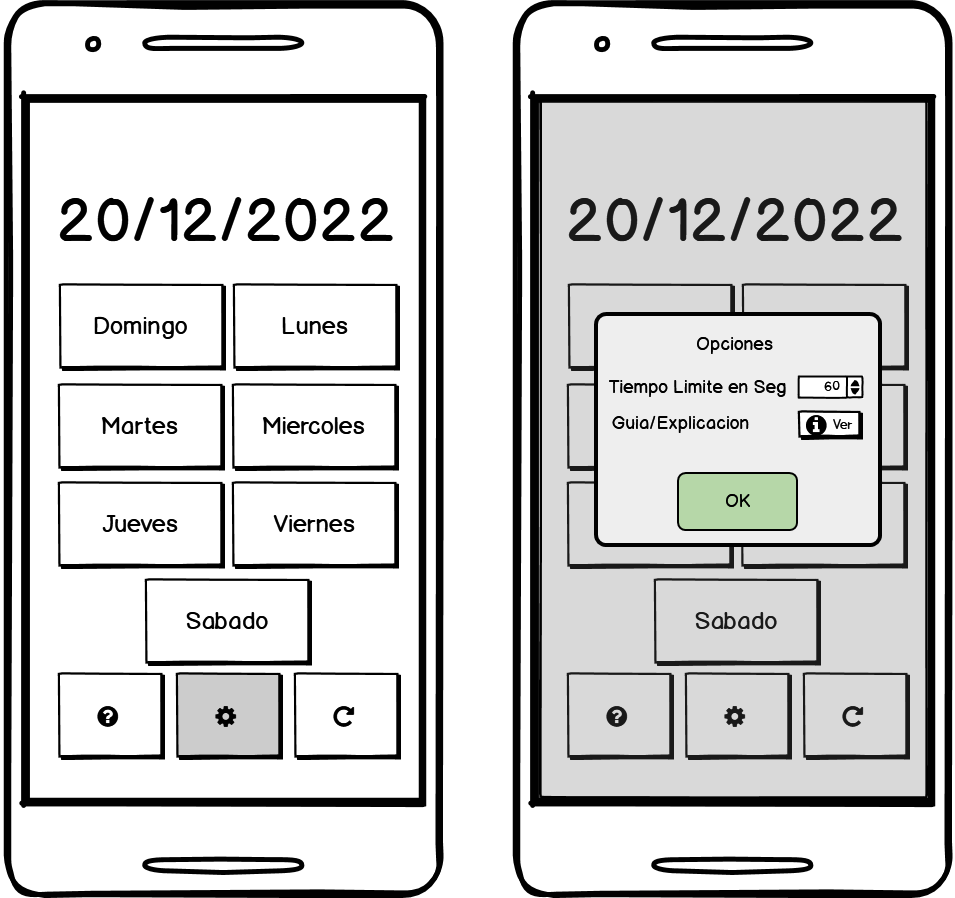 20/12/2022
Domingo
Lunes
Martes
Miercoles
Jueves
Viernes
Sabado
?
20/12/2022
Opciones
Tiempo Limite en Seg 60
Guia/Explicacion i Ver
OK
Sabado
?